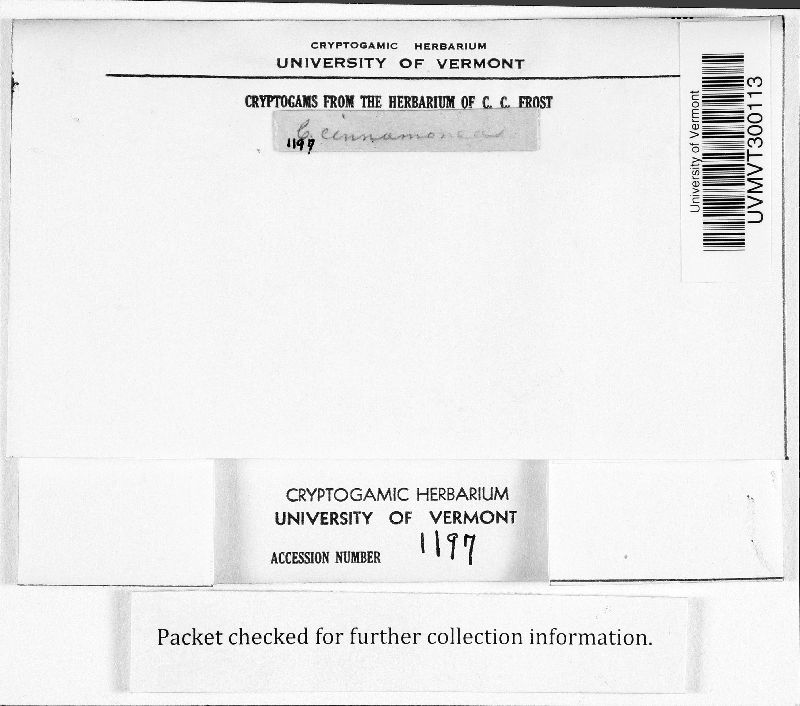 CRYPTOGAMIC HERBARIUM
UNIVERSITY OF VERMONT
CRYPTOGAMS FROM THE HERBARIUM OF C. C. FROST
C. cinnamonea
1197
University of Vermont
UVMVT300113
CRYPTOGAMIC HERBARIUM
UNIVERSITY OF VERMONT
ACCESSION NUMBER 1197
Packet checked for further collection information.